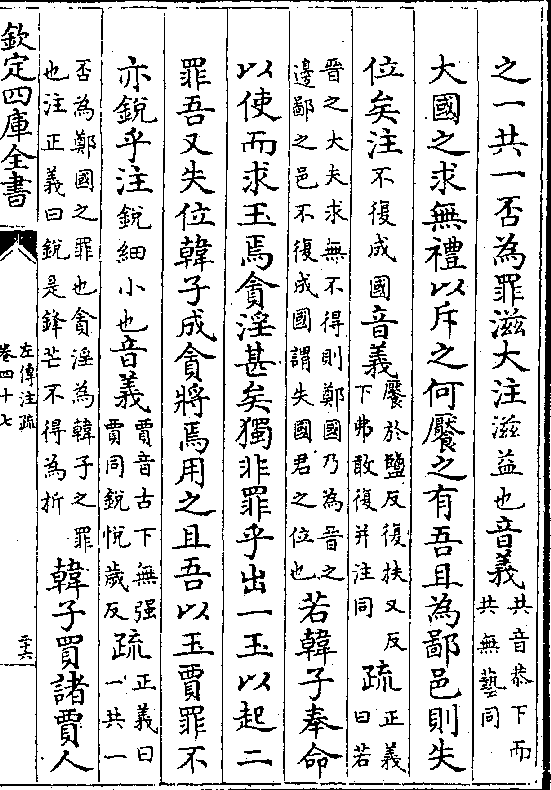 之一共一否為罪滋大注滋益也音義共音恭下而共無藝同
大國之求無禮以斥之何饜之有吾且為鄙邑則失
位矣注不復成國音義饜於鹽反復扶又反下弗敢復并注同疏正義曰若
晉之大夫求無不得則鄭國乃為晉之邊鄙之邑不復成國謂失國君之位也若韓子奉命
以使而求玉焉貪淫甚矣獨非罪乎出一玉以起二
罪吾又失位韓子成貪將焉用之且吾以玉賈罪不
亦銳乎注銳細小也音義賈音古下無强賈同銳悅歲反疏正義曰一共一
否為鄭國之罪也貪淫為韓子之罪也注正義曰銳是鋒芒不得為折韓子買諸賈人
欽定四庫全書
左傳注疏
卷四十七